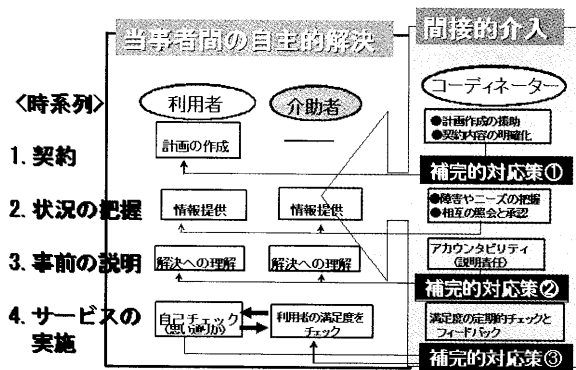 当事者間の自主的解決
間接的介入
<時系列>
利用者
介助者
コーディネーター
1. 契約
計画の作成
●計画作成の援助
●契約内容の明確化
補完的対応策①
2. 状況の把握
情報提供
情報提供
●障害やニーズの把握
●相互の照会と承認
3. 事前の説明
解決への理解
解決への理解
アカウンタビリティ
(説明責任)
補完的対応策②
4. サービスの
実施
自己チェック
利用者の満足度を
チェック
満足度の定期的チェックと
フィードバック
補完的対応策③